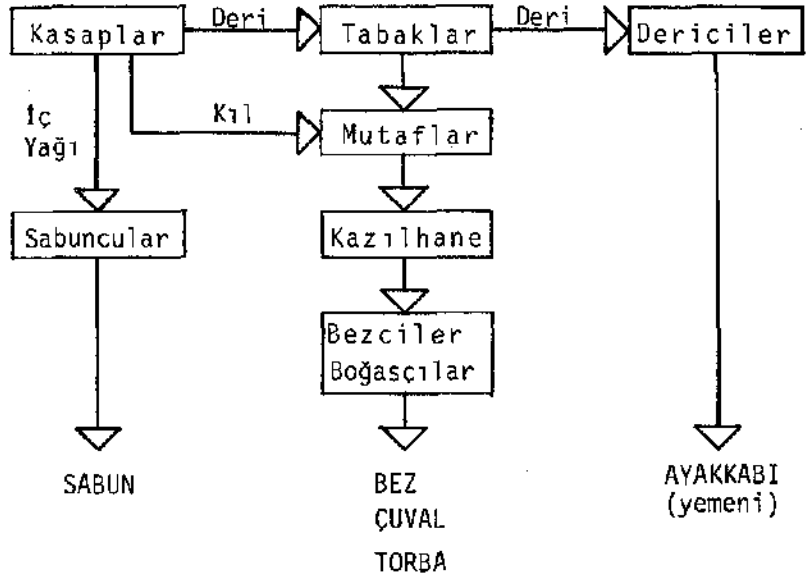 Deri
Deri
Kasaplar
Tabaklar
Dericiler
İç
Yağı
Kıl
Mutaflar
Sabuncular
Kazılhane
Bezciler
Boğasçılar
SABUN
BEZ
ÇUVAL
TORBA
AYAKKABI
(yemeni)